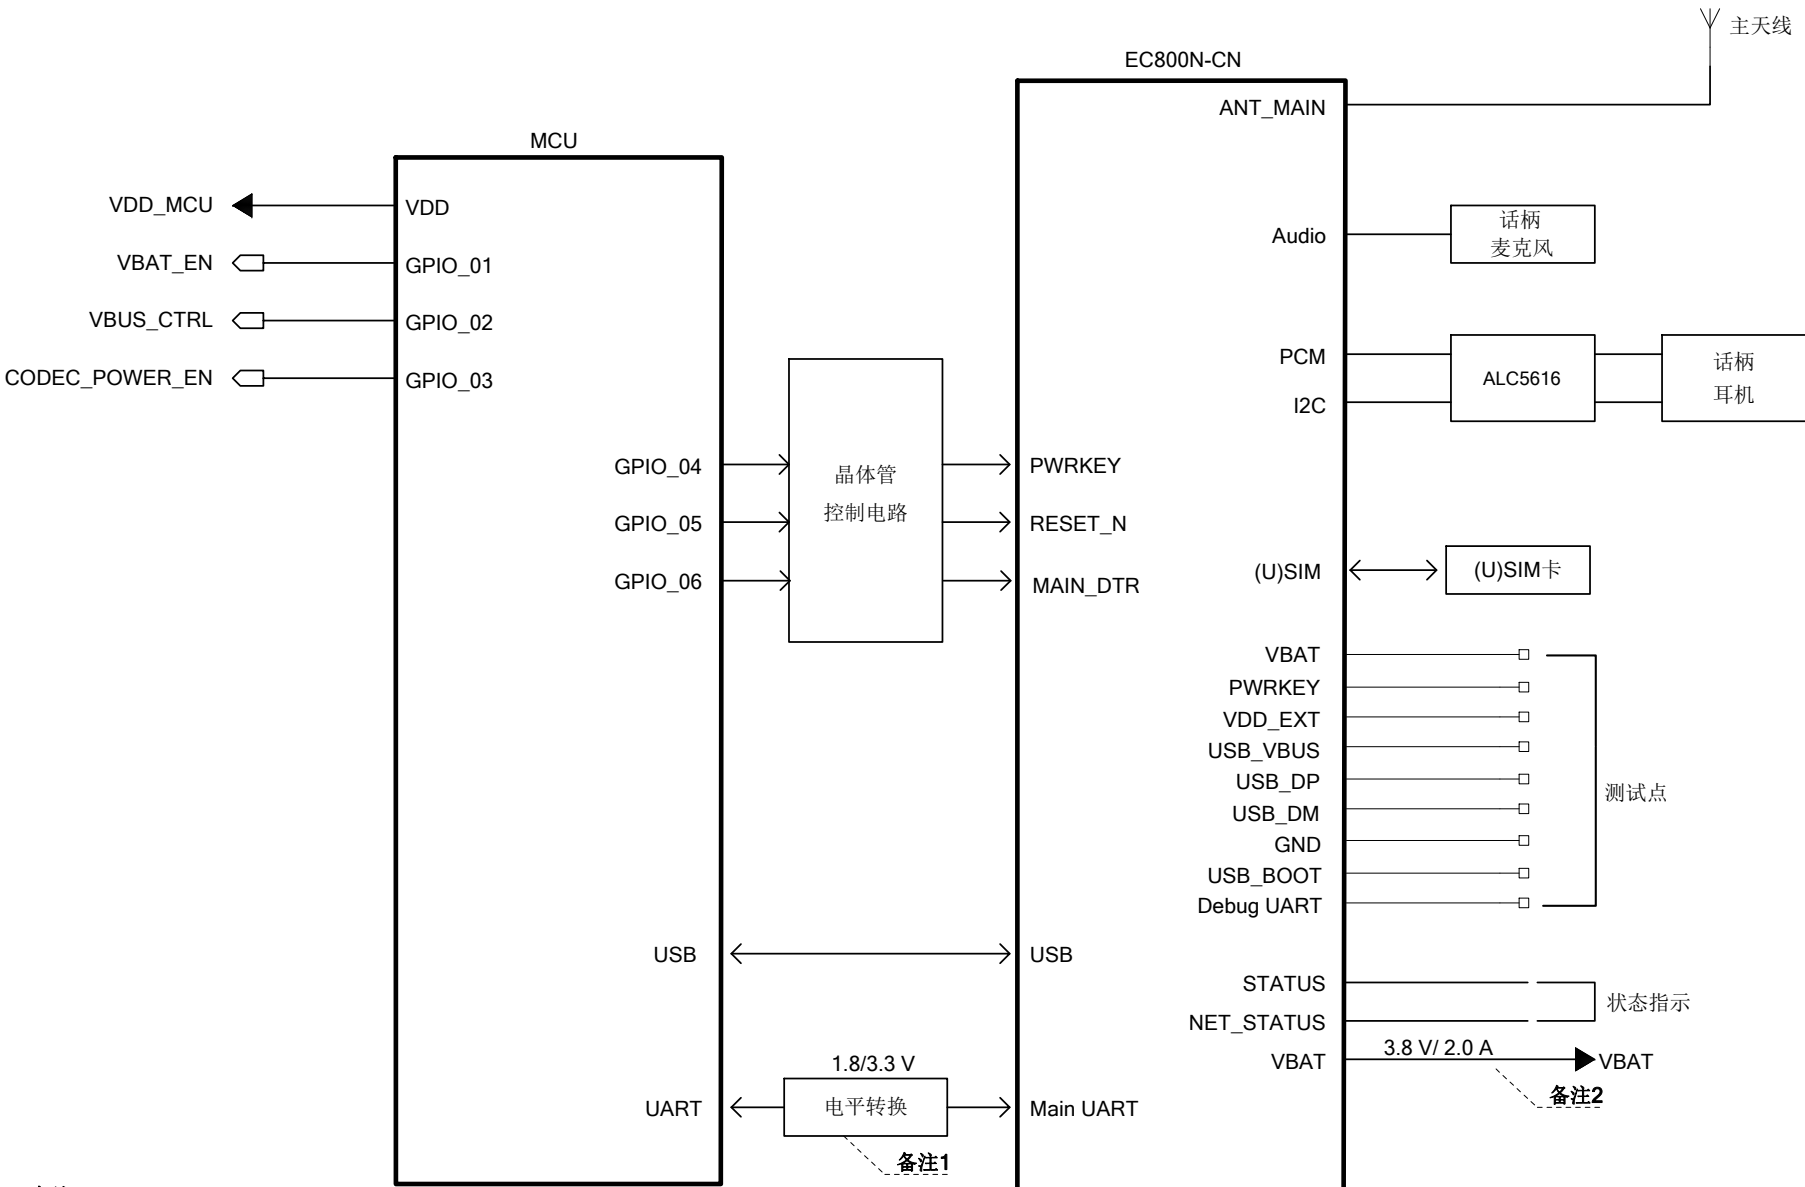 主天线
EC800N-CN
ANT_MAIN
MCU
VDD_MCU
VDD
VBAT_EN
GPIO_01
VBUS_CTRL
GPIO_02
CODEC_POWER_EN
GPIO_03
Audio
话柄
麦克风
PCM
I2C
ALC5616
话柄
耳机
GPIO_04
GPIO_05
GPIO_06
晶体管
控制电路
PWRKEY
RESET_N
MAIN_DTR
(U)SIM
(U)SIM卡
VBAT
PWRKEY
VDD_EXT
USB_VBUS
USB_DP
USB_DM
GND
USB_BOOT
Debug UART
测试点
USB
USB
STATUS
NET_STATUS
状态指示
VBAT
3.8 V/ 2.0 A
VBAT
备注2
1.8/3.3 V
UART
电平转换
Main UART
备注1